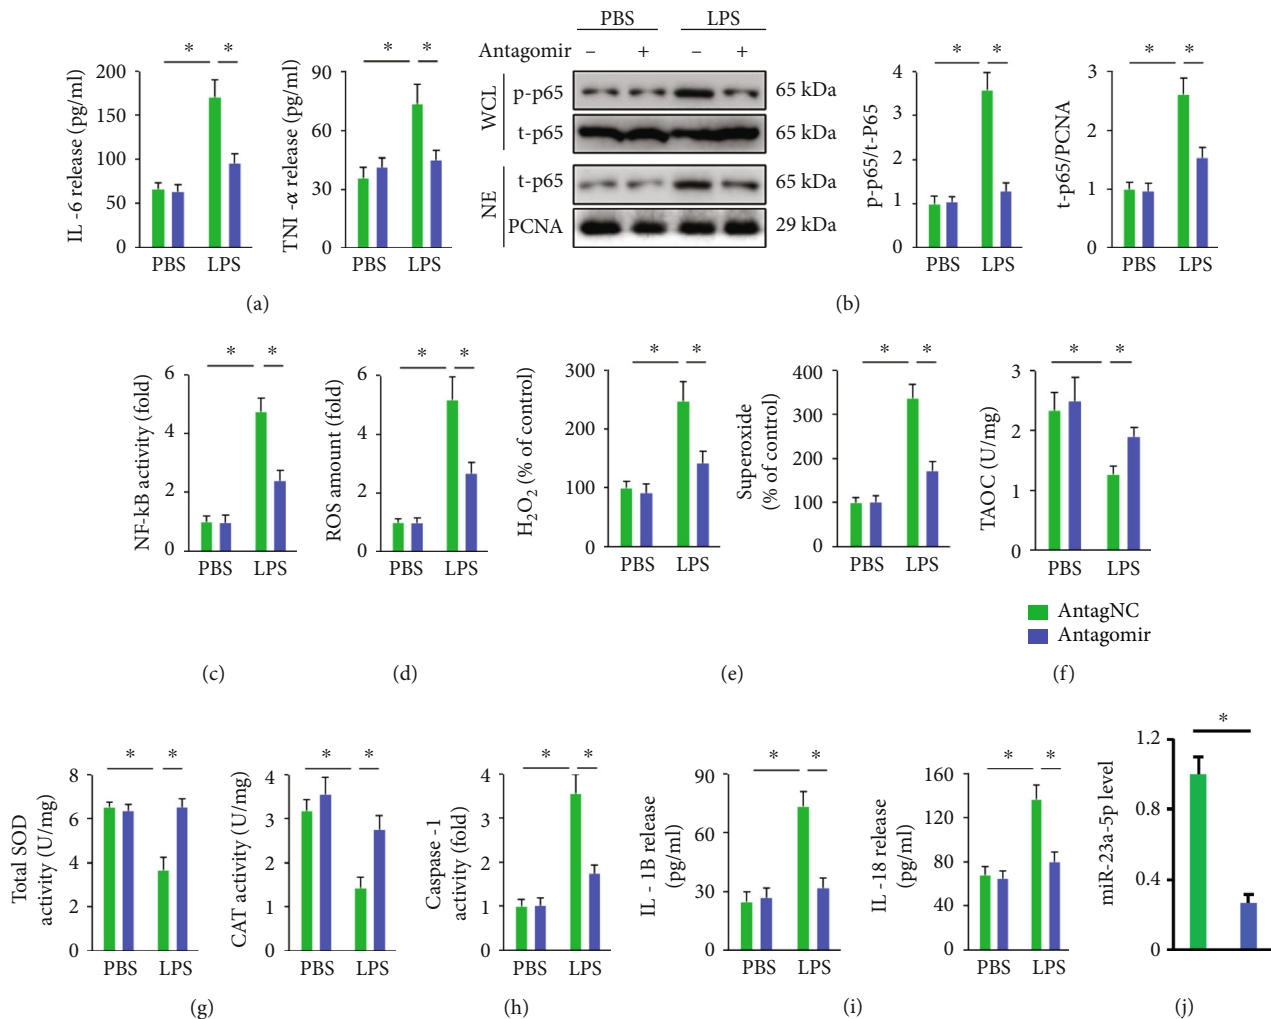 IL -6 release (pg/ml)
200
150
100
50
0
* *
PBS LPS
TNI -α release (pg/ml)
90
60
30
0
* *
PBS LPS
(a)
PBS LPS
Antagomir – + – +
WCL
p-p65 65 kDa
t-p65 65 kDa
NE
t-p65 65 kDa
PCNA 29 kDa
p-p65/t-P65
4
3
2
1
0
* *
PBS LPS
t-p65/PCNA
3
2
1
0
* *
PBS LPS
(b)
NF-kB activity (fold)
6
4
2
0
* *
PBS LPS
(c)
ROS amount (fold)
6
4
2
0
* *
PBS LPS
(d)
H2O2 (% of control)
300
200
100
0
* *
PBS LPS
Superoxide
(% of control)
400
300
200
100
0
* *
PBS LPS
(e)
TAOC (U/mg)
3
2
1
0
* *
PBS LPS
AntagNC
Antagomir
(f)
Total SOD
activity (U/mg)
8
6
4
2
0
* *
PBS LPS
CAT activity (U/mg)
4
3
2
1
0
* *
PBS LPS
(g)
Caspase -1
activity (fold)
4
3
2
1
0
* *
PBS LPS
(h)
IL - 1B release
(pg/ml)
90
60
30
0
* *
PBS LPS
IL -18 release
(pg/ml)
160
120
80
40
0
* *
PBS LPS
(i)
miR-23a-5p level
1.2
0.8
0.4
0
*
(j)